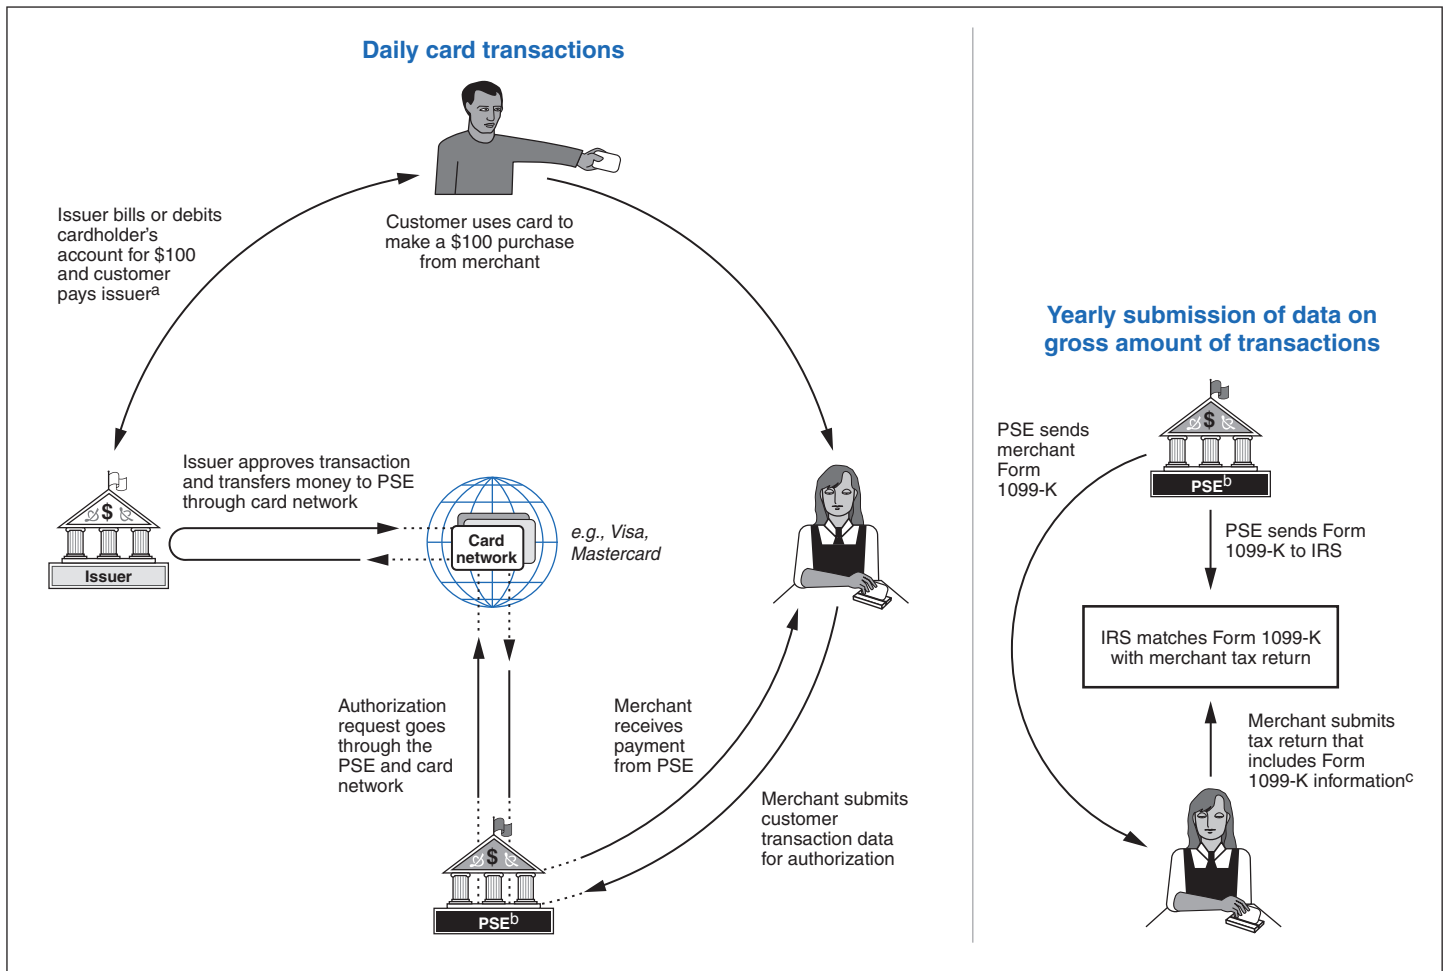 Daily card transactions
Issuer bills or debits
cardholder's
account for $100
and customer
pays issuerᵃ
Customer uses card to
make a $100 purchase
from merchant
Issuer approves transaction
and transfers money to PSE
through card network
$
Issuer
Card
network
e.g., Visa,
Mastercard
Authorization
request goes
through the
PSE and card
network
Merchant
receives
payment
from PSE
Merchant submits
customer
transaction data
for authorization
$
PSEᵇ
Yearly submission of data on
gross amount of transactions
PSE sends
merchant
Form
1099-K
$
PSEᵇ
PSE sends Form
1099-K to IRS
IRS matches Form 1099-K
with merchant tax return
Merchant submits
tax return that
includes Form
1099-K informationᶜ